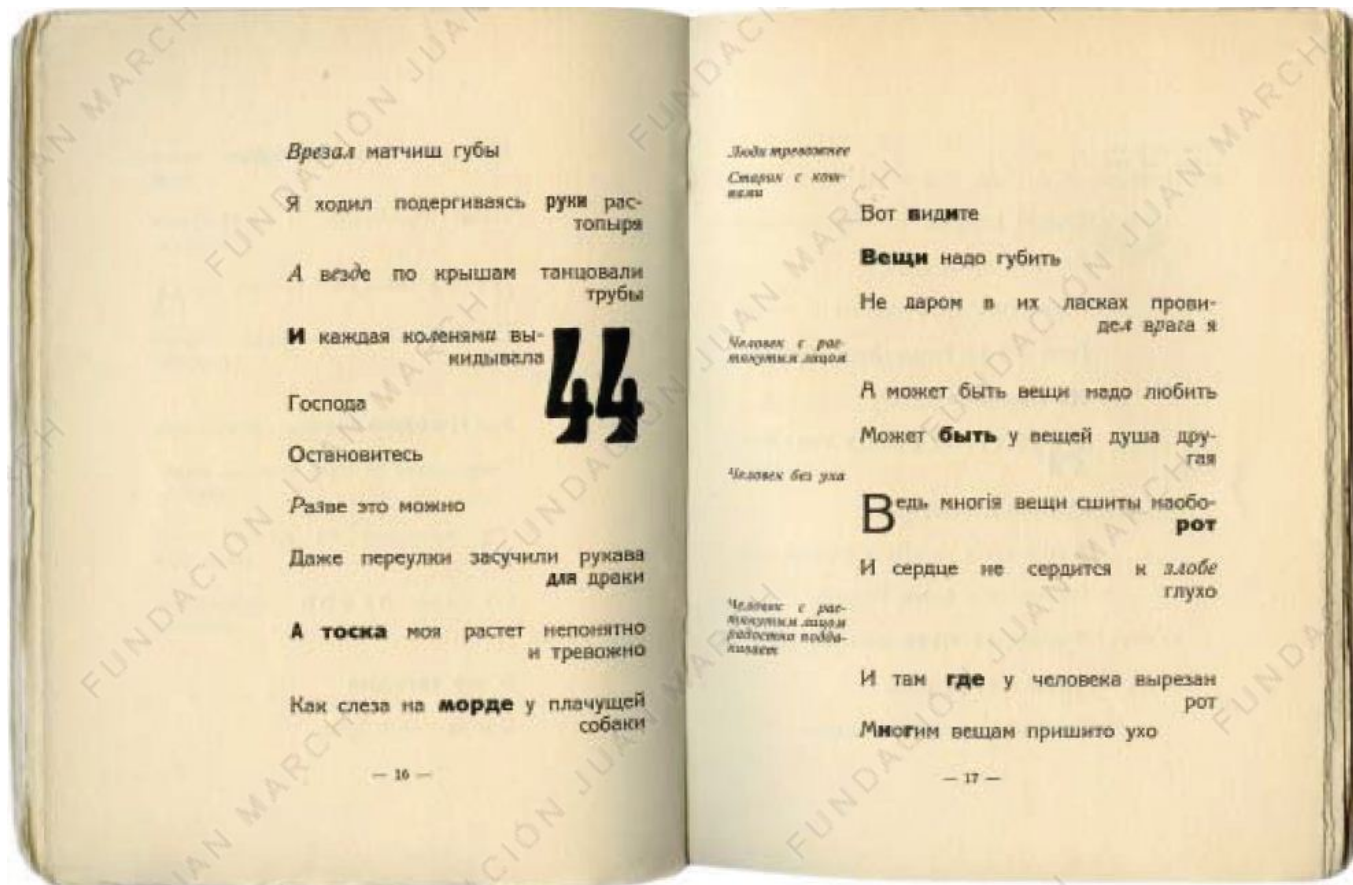 Врезал матчиш губы
Я ходил подергиваясь руки рас-
топыря
А везде по крышам танцовали
трубы
И каждая коленями вы-
кидывала
44
Господа
Остановитесь
Разве это можно
Даже переулки засучили рукава
для драки
А тоска моя растет непонятно
и тревожно
Как слеза на морде у плачущей
собаки
— 16 —
Люди тревожнее
Старик с кош-
ками
Вот видите
Вещи надо губить
Не даром в их ласках прови-
дел врага я
Человек с рас-
тянутым лицом
А может быть вещи надо любить
Может быть у вещей душа дру-
гая
Человек без уха
Ведь многія вещи сшиты наобо-
рот
И сердце не сердится к злобе
глухо
Человек с рас-
тянутым лицом
радостно подда-
кивает
И там где у человека вырезан
рот
Многим вещам пришито ухо
— 17 —
FUNDACIÓN JUAN MARCH